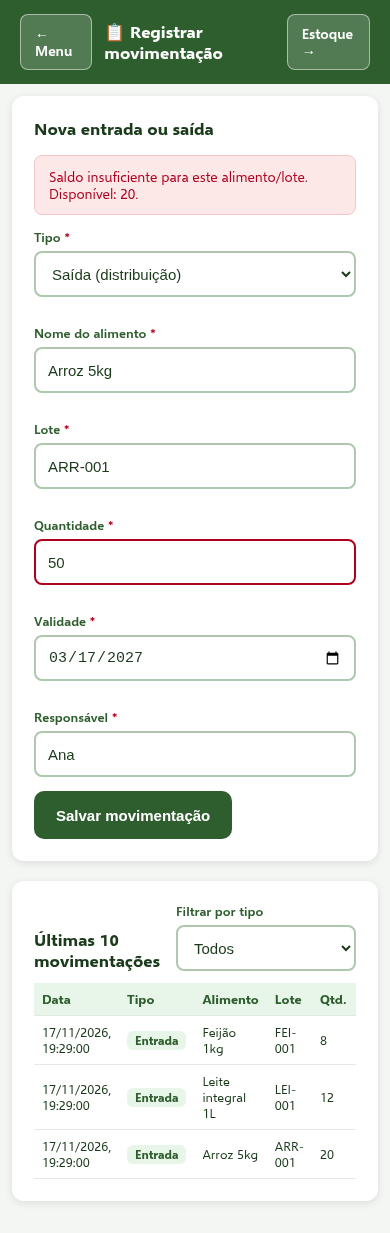 ←
Menu
📋 Registrar
movimentação
Estoque
→
Nova entrada ou saída
Saldo insuficiente para este alimento/lote.
Disponível: 20.
Tipo *
Saída (distribuição)
Nome do alimento *
Arroz 5kg
Lote *
ARR-001
Quantidade *
50
Validade *
03/17/2027
Responsável *
Ana
Salvar movimentação
Filtrar por tipo
Últimas 10
movimentações
Todos
Data Tipo Alimento Lote Qtd.
17/11/2026,
19:29:00
Entrada
Feijão
1kg
FEI-
001
8
17/11/2026,
19:29:00
Entrada
Leite
integral
1L
LEI-
001
12
17/11/2026,
19:29:00
Entrada
Arroz 5kg
ARR-
001
20